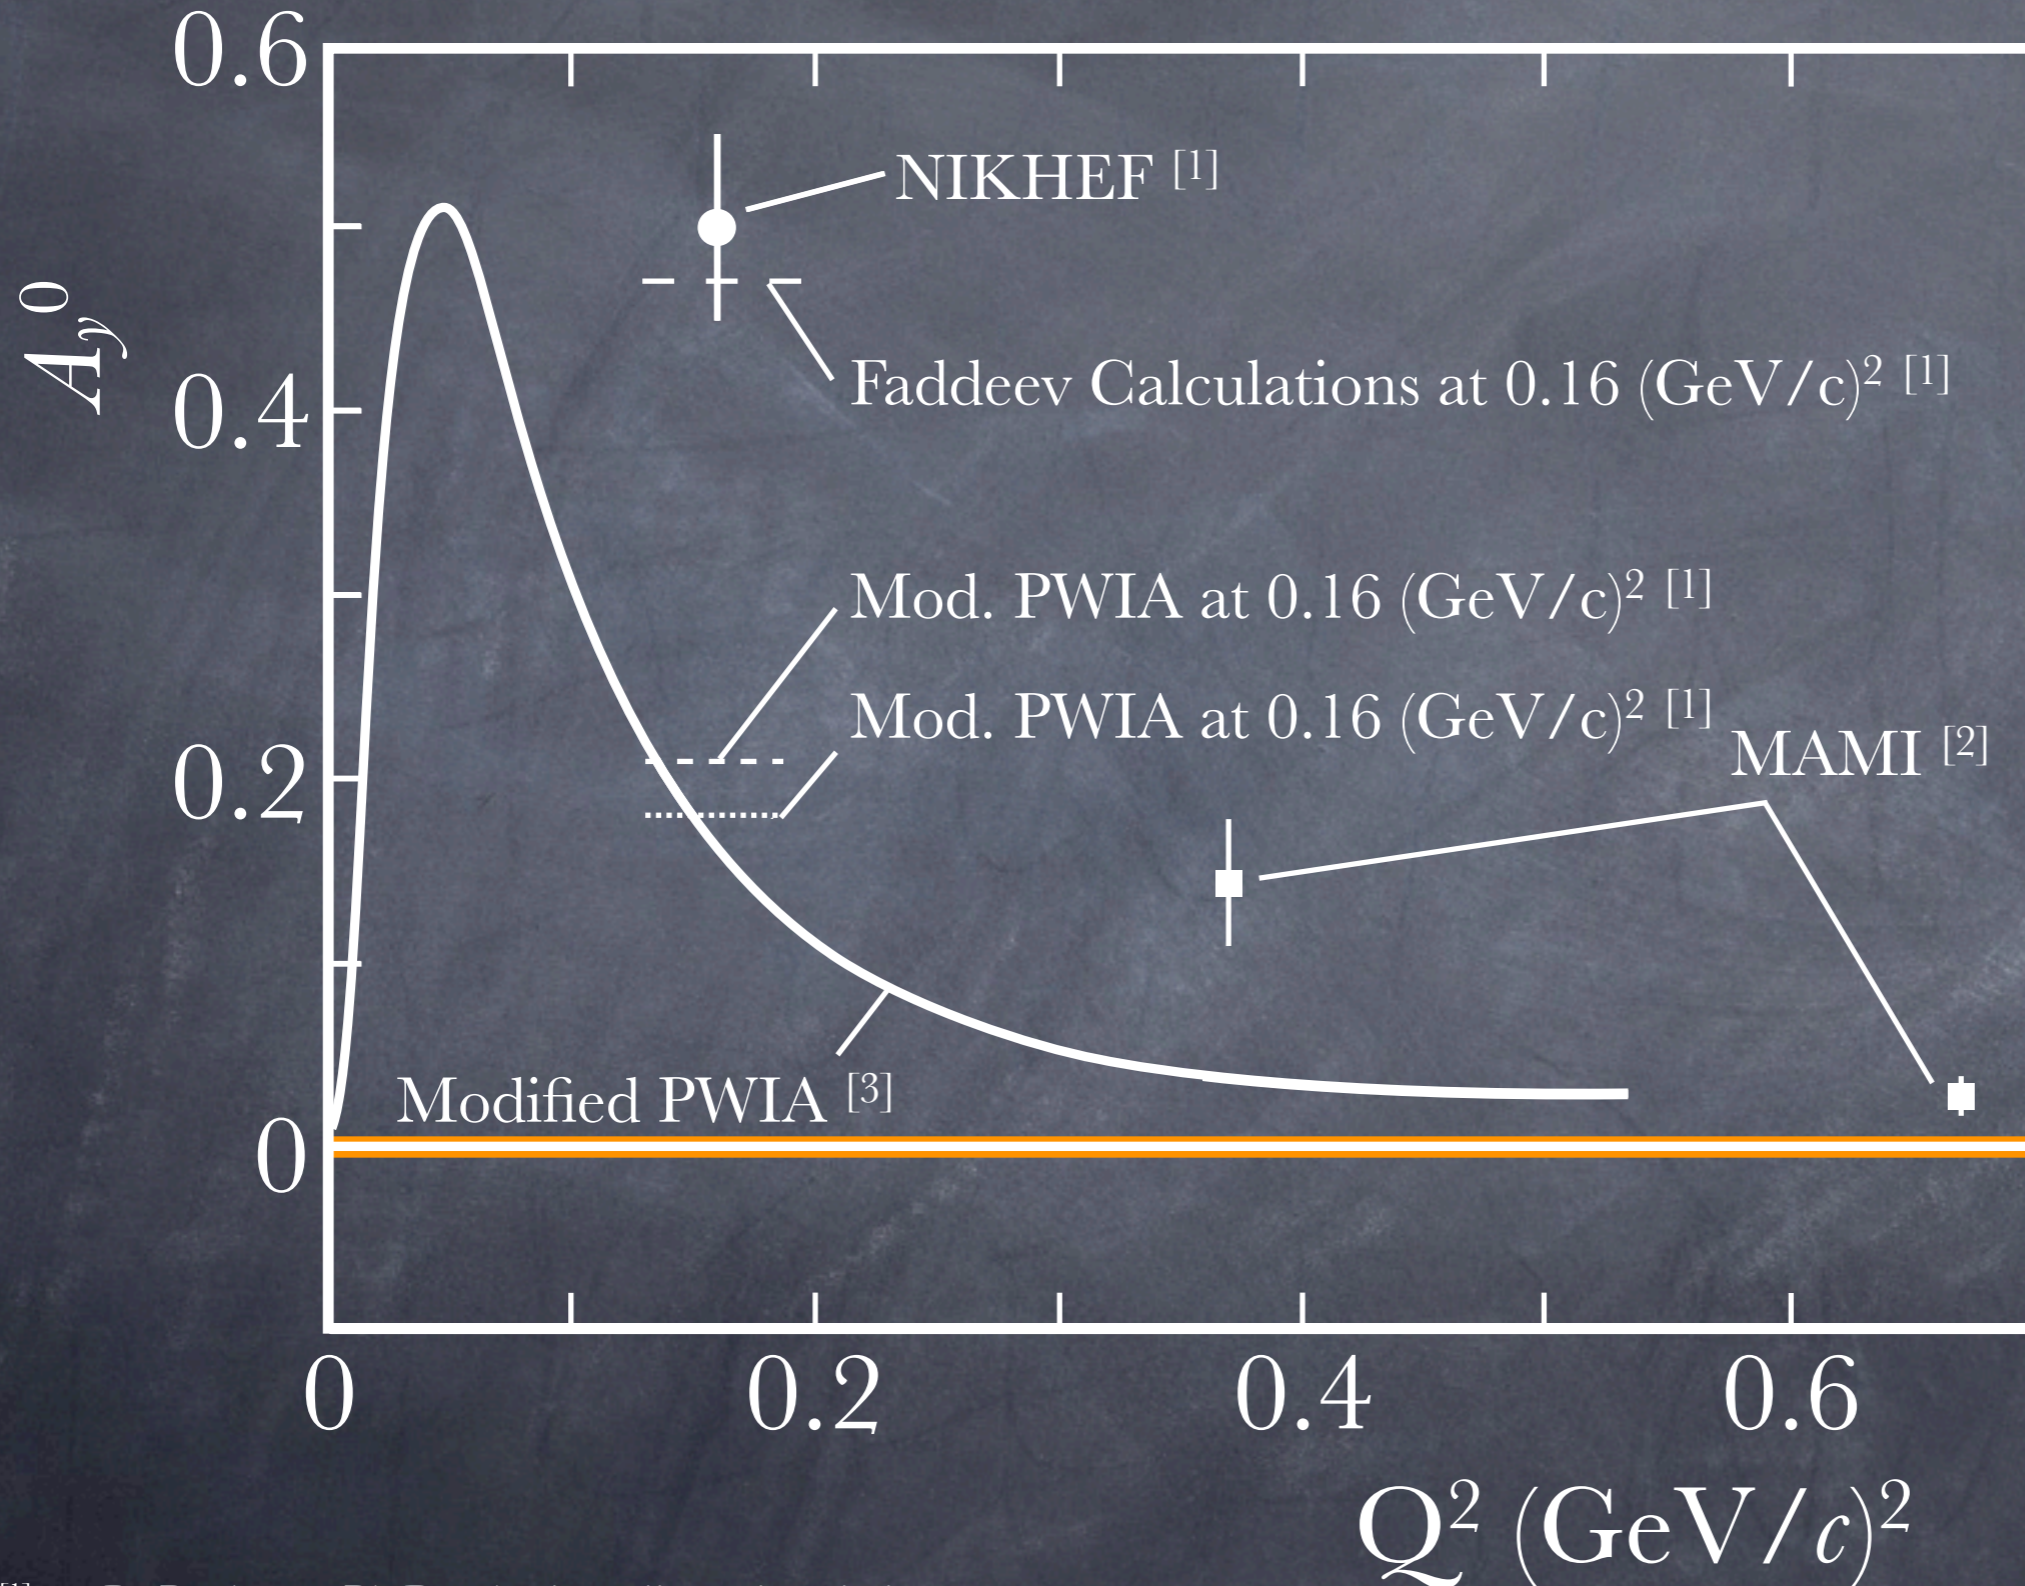 0.6
NIKHEF [1]
A_y^0
Faddeev Calculations at 0.16 (GeV/c)² [1]
0.4
Mod. PWIA at 0.16 (GeV/c)² [1]
Mod. PWIA at 0.16 (GeV/c)² [1]
MAMI [2]
0.2
Modified PWIA [3]
0
0 0.2 0.4 0.6
Q² (GeV/c)²